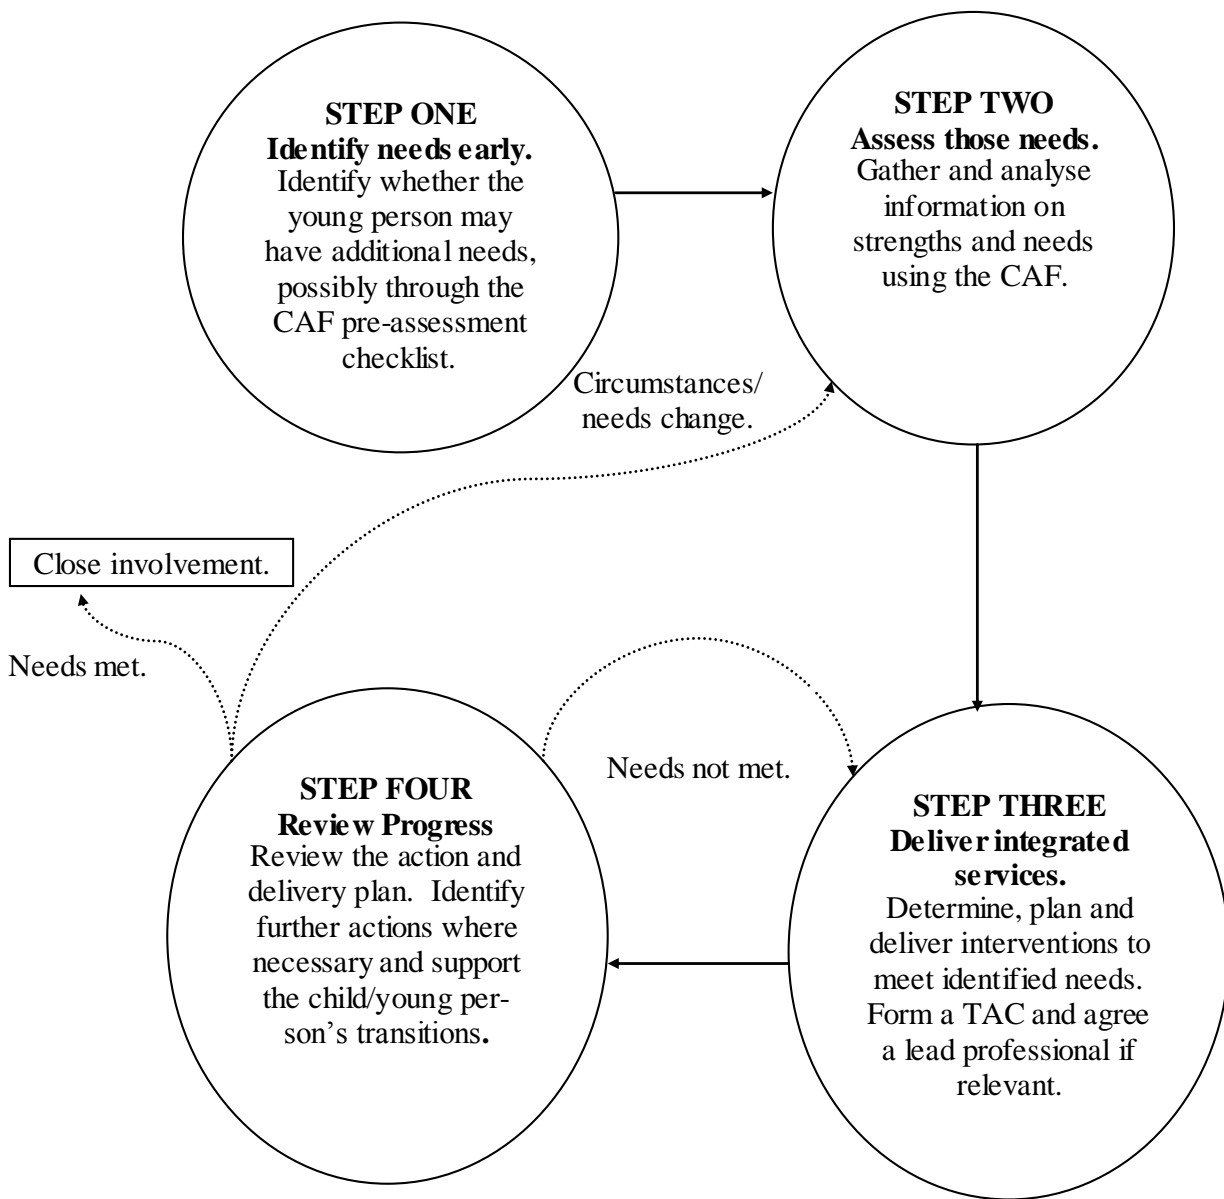 STEP ONE
Identify needs early.
Identify whether the
young person may
have additional needs,
possibly through the
CAF pre-assessment
checklist.
STEP TWO
Assess those needs.
Gather and analyse
information on
strengths and needs
using the CAF.
Circumstances/
needs change.
Close involvement.
Needs met.
Needs not met.
STEP THREE
Deliver integrated
services.
Determine, plan and
deliver interventions to
meet identified needs.
Form a TAC and agree
a lead professional if
relevant.
STEP FOUR
Review Progress
Review the action and
delivery plan.  Identify
further actions where
necessary and support
the child/young per-
son’s transitions.